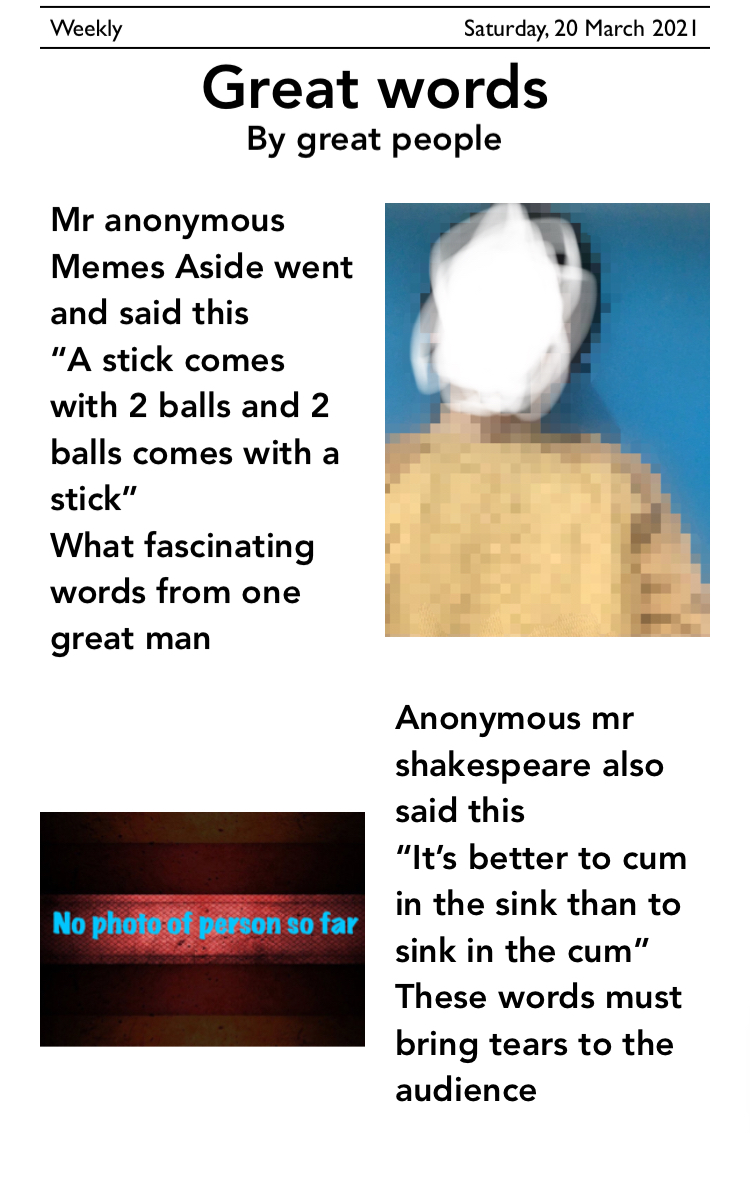 Weekly
Saturday, 20 March 2021
Great words
By great people
Mr anonymous
Memes Aside went
and said this
“A stick comes
with 2 balls and 2
balls comes with a
stick”
What fascinating
words from one
great man
Anonymous mr
shakespeare also
said this
“It’s better to cum
in the sink than to
sink in the cum”
These words must
bring tears to the
audience
No photo of person so far